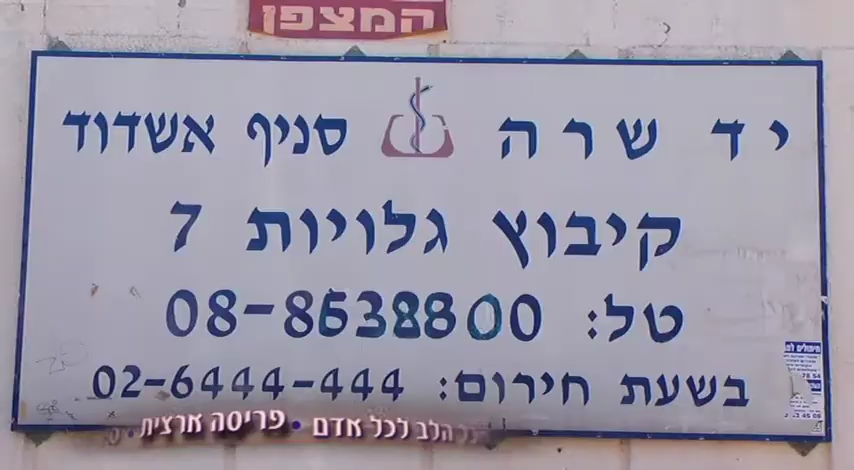 המצפן
יד שרה סניף אשדוד
קיבוץ גלויות 7
טל: 08-8638800
בשעת חירום: 02-6444-444
הלב לכל אדם • פריסה ארצית •